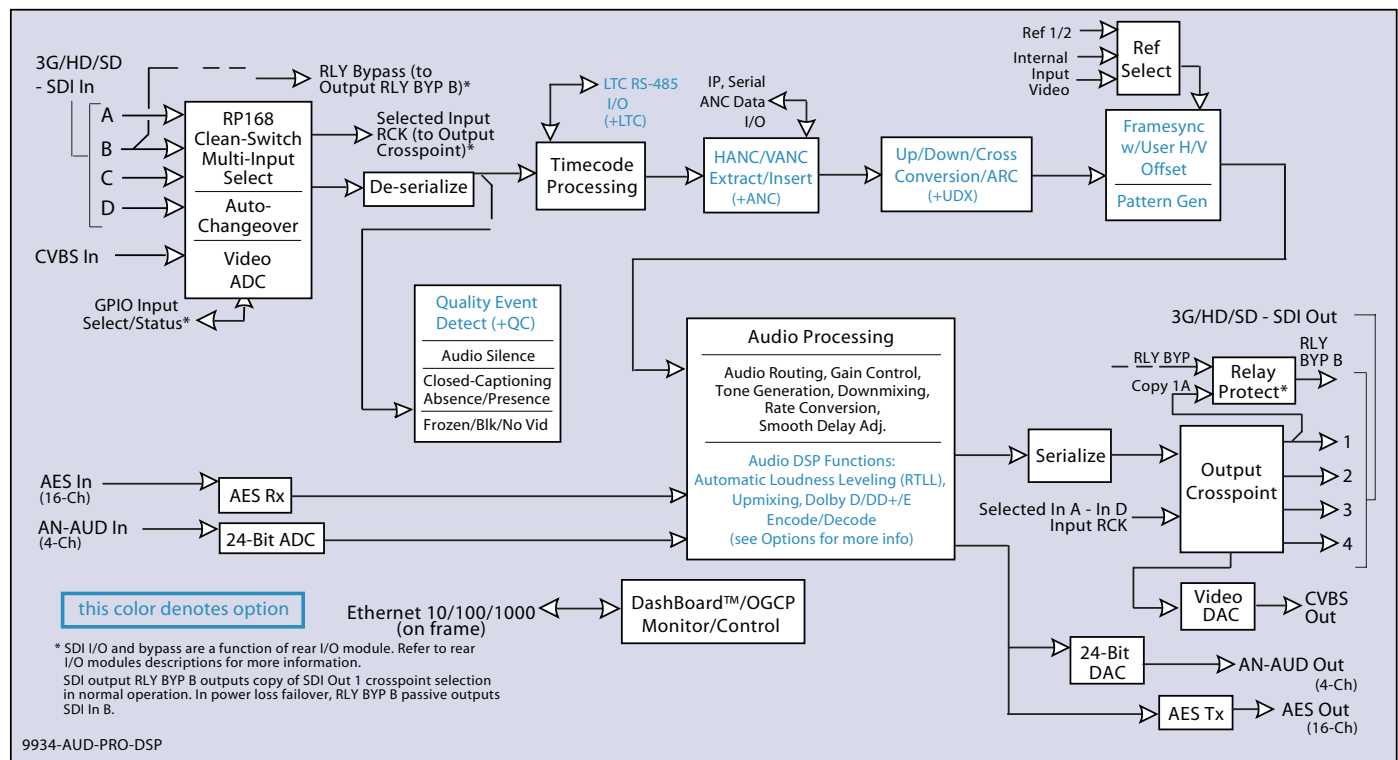 3G/HD/SD
- SDI In
A
B
C
D
CVBS In
GPIO Input
Select/Status*
RP168
Clean-Switch
Multi-Input
Select
Auto-
Changeover
Video
ADC
RLY Bypass (to
Output RLY BYP B)*
Selected Input
RCK (to Output
Crosspoint)*
De-serialize
LTC RS-485
I/O
(+LTC)
Timecode
Processing
IP, Serial
ANC Data
I/O
HANC/VANC
Extract/Insert
(+ANC)
Up/Down/Cross
Conversion/ARC
(+UDX)
Ref 1/2
Internal
Input
Video
Ref
Select
Framesync
w/User H/V
Offset
Pattern Gen
Quality Event
Detect (+QC)
Audio Silence
Closed-Captioning
Absence/Presence
Frozen/Blk/No Vid
Audio Processing
Audio Routing, Gain Control,
Tone Generation, Downmixing,
Rate Conversion,
Smooth Delay Adj.
Audio DSP Functions:
Automatic Loudness Leveling (RTLL),
Upmixing, Dolby D/DD+/E
Encode/Decode
(see Options for more info)
3G/HD/SD - SDI Out
RLY BYP
Copy 1A
Relay
Protect*
RLY
BYP B
Serialize
Selected In A - In D
Input RCK
Output
Crosspoint
1
2
3
4
Video
DAC
CVBS
Out
AES In
(16-Ch)
AES Rx
AN-AUD In
(4-Ch)
24-Bit ADC
24-Bit
DAC
AN-AUD Out
(4-Ch)
AES Tx
AES Out
(16-Ch)
this color denotes option
Ethernet 10/100/1000
(on frame)
DashBoard™/OGCP
Monitor/Control
* SDI I/O and bypass are a function of rear I/O module. Refer to rear
I/O modules descriptions for more information.
SDI output RLY BYP B outputs copy of SDI Out 1 crosspoint selection
in normal operation. In power loss failover, RLY BYP B passive outputs
SDI In B.
9934-AUD-PRO-DSP